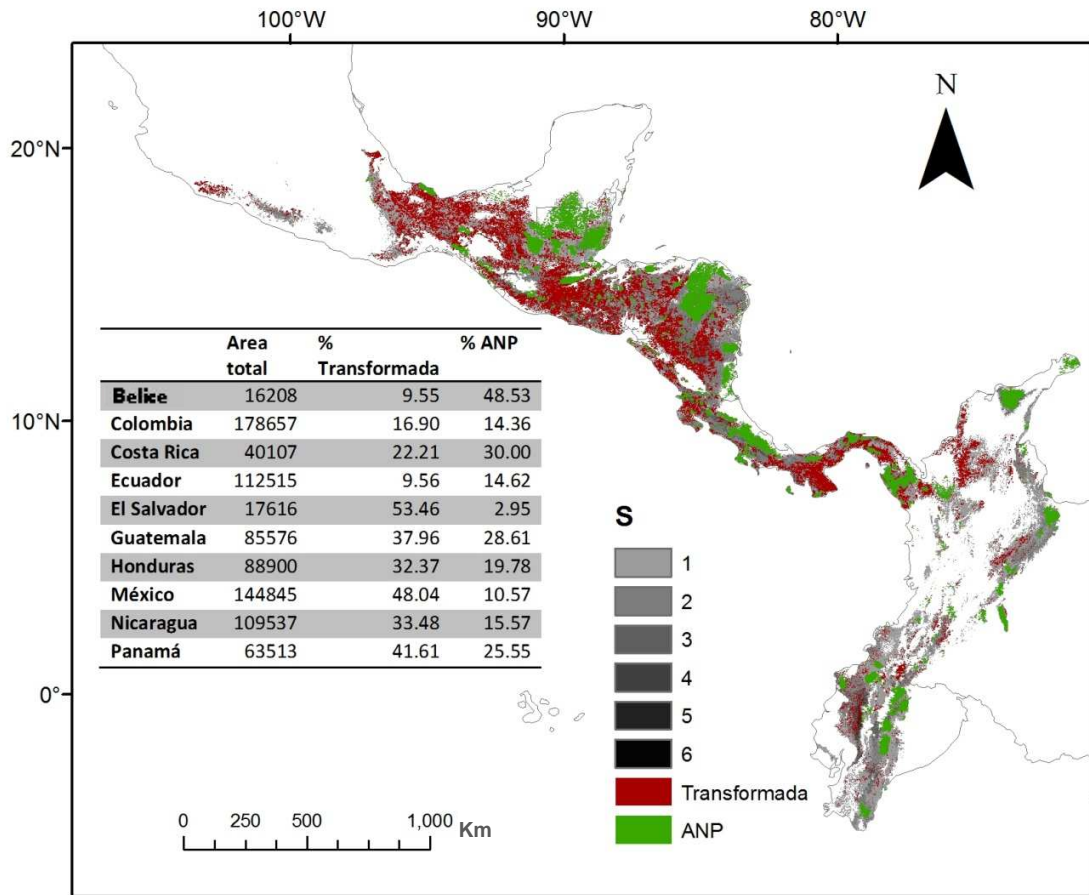 100°W 90°W 80°W
N
20°N
10°N
0°
Area total % Transformada % ANP
Belixe 16208 9.55 48.53
Colombia 178657 16.90 14.36
Costa Rica 40107 22.21 30.00
Ecuador 112515 9.56 14.62
El Salvador 17616 53.46 2.95
Guatemala 85576 37.96 28.61
Honduras 88900 32.37 19.78
México 144845 48.04 10.57
Nicaragua 109537 33.48 15.57
Panamá 63513 41.61 25.55
S
1
2
3
4
5
6
Transformada
ANP
0 250 500 1,000 Km